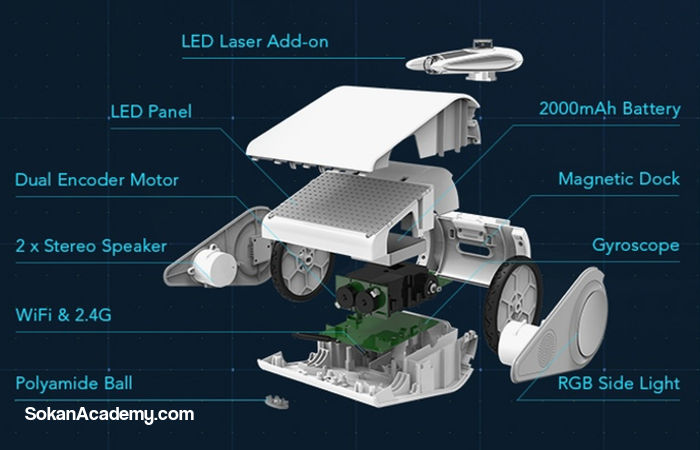 LED Laser Add-on
LED Panel
2000mAh Battery
Dual Encoder Motor
Magnetic Dock
2 x Stereo Speaker
Gyroscope
WiFi & 2.4G
Polyamide Ball
RGB Side Light
SokanAcademy.com